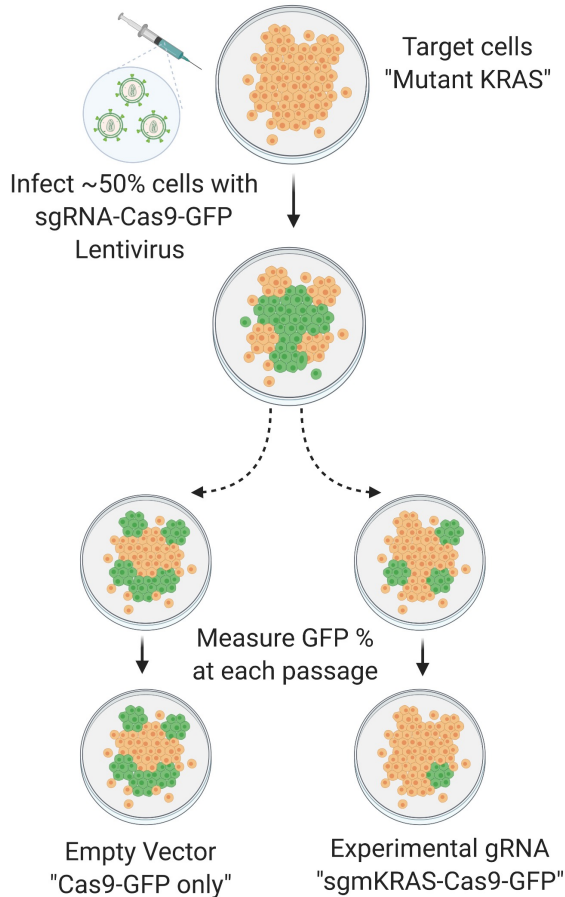 Target cells
"Mutant KRAS"
Infect ~50% cells with
sgRNA-Cas9-GFP
Lentivirus
Measure GFP %
at each passage
Empty Vector
"Cas9-GFP only"
Experimental gRNA
"sgmKRAS-Cas9-GFP"